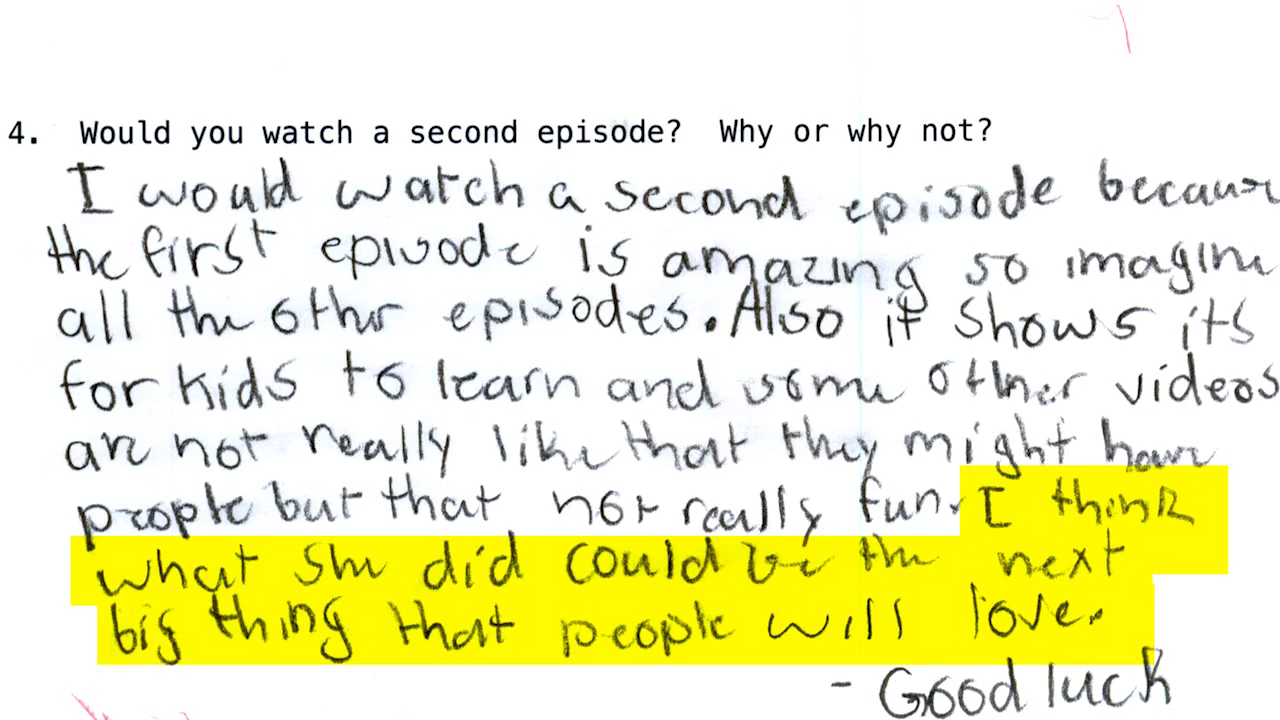 4. Would you watch a second episode? Why or why not?
I would watch a second episode because
the first episode is amazing so imagine
all the other episodes. Also it shows its
for kids to learn and some other videos
are not really like that they might have
people but that not really fun. I think
what she did could be the next
big thing that people will love.
- Good luck